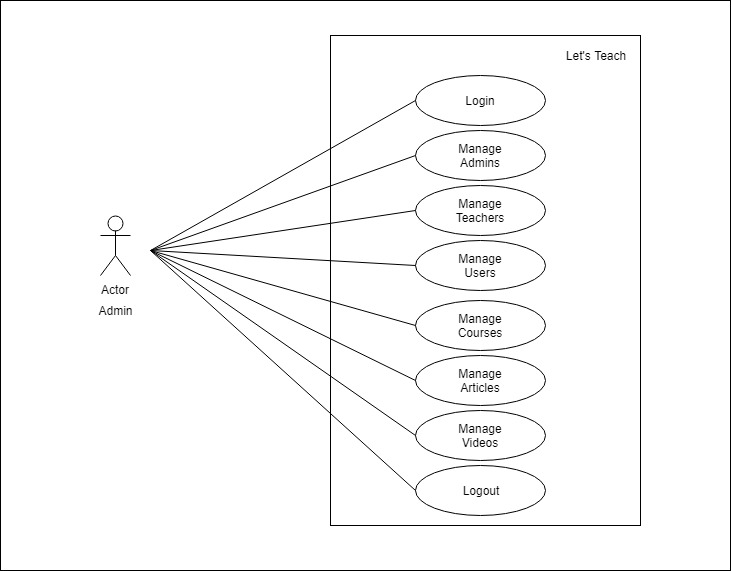 Let's Teach
Login
Manage
Admins
Manage
Teachers
Manage
Users
Actor
Admin
Manage
Courses
Manage
Articles
Manage
Videos
Logout